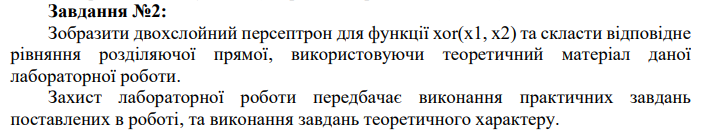 Завдання №2:
Зобразити двохслойний персептрон для функції xor(x1, x2) та скласти відповідне
рівняння розділяючої прямої, використовуючи теоретичний матеріал даної
лабораторної роботи.
Захист лабораторної роботи передбачає виконання практичних завдань
поставлених в роботі, та виконання завдань теоретичного характеру.